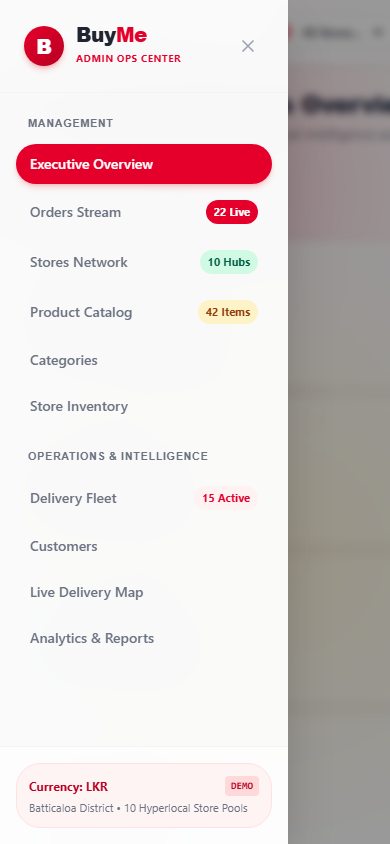 B
BuyMe
ADMIN OPS CENTER
MANAGEMENT
Executive Overview
Orders Stream 22 Live
Stores Network 10 Hubs
Product Catalog 42 Items
Categories
Store Inventory
OPERATIONS & INTELLIGENCE
Delivery Fleet 15 Active
Customers
Live Delivery Map
Analytics & Reports
Currency: LKR DEMO
Batticaloa District • 10 Hyperlocal Store Pools